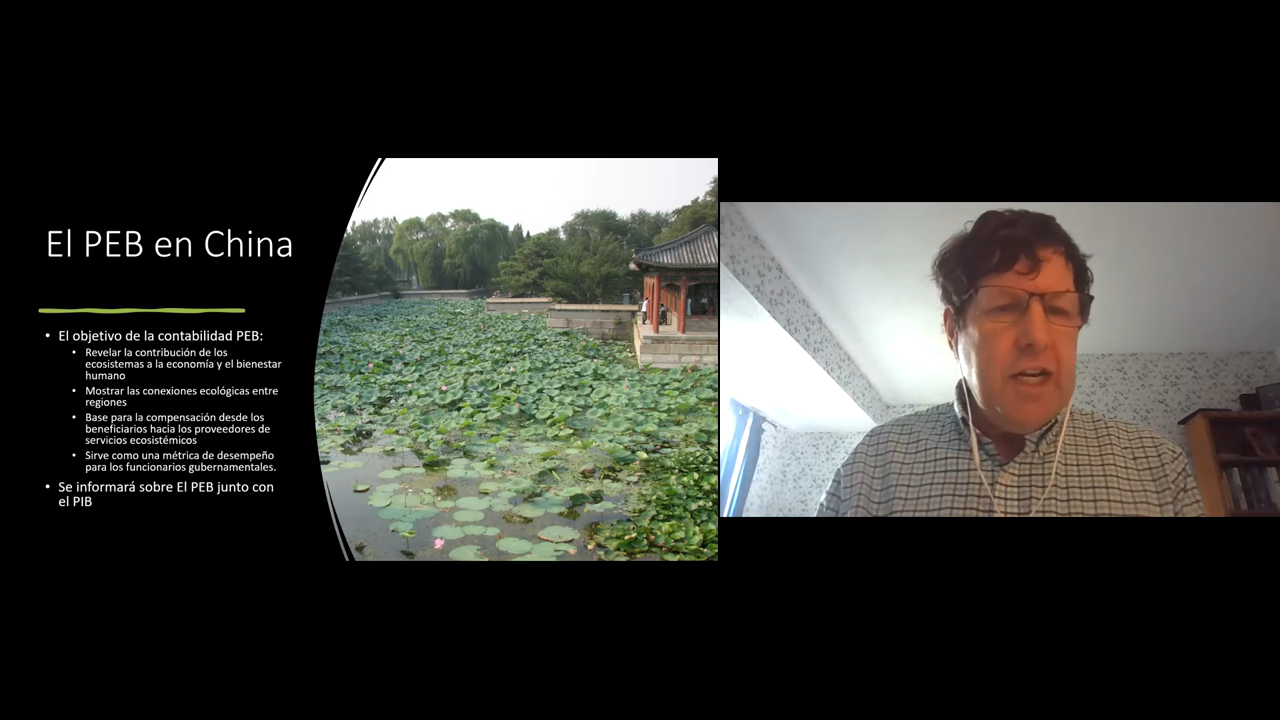 El PEB en China
• El objetivo de la contabilidad PEB:
• Revelar la contribución de los
ecosistemas a la economía y el bienestar
humano
• Mostrar las conexiones ecológicas entre
regiones
• Base para la compensación desde los
beneficiarios hacia los proveedores de
servicios ecosistémicos
• Sirve como una métrica de desempeño
para los funcionarios gubernamentales.
• Se informará sobre El PEB junto con
el PIB